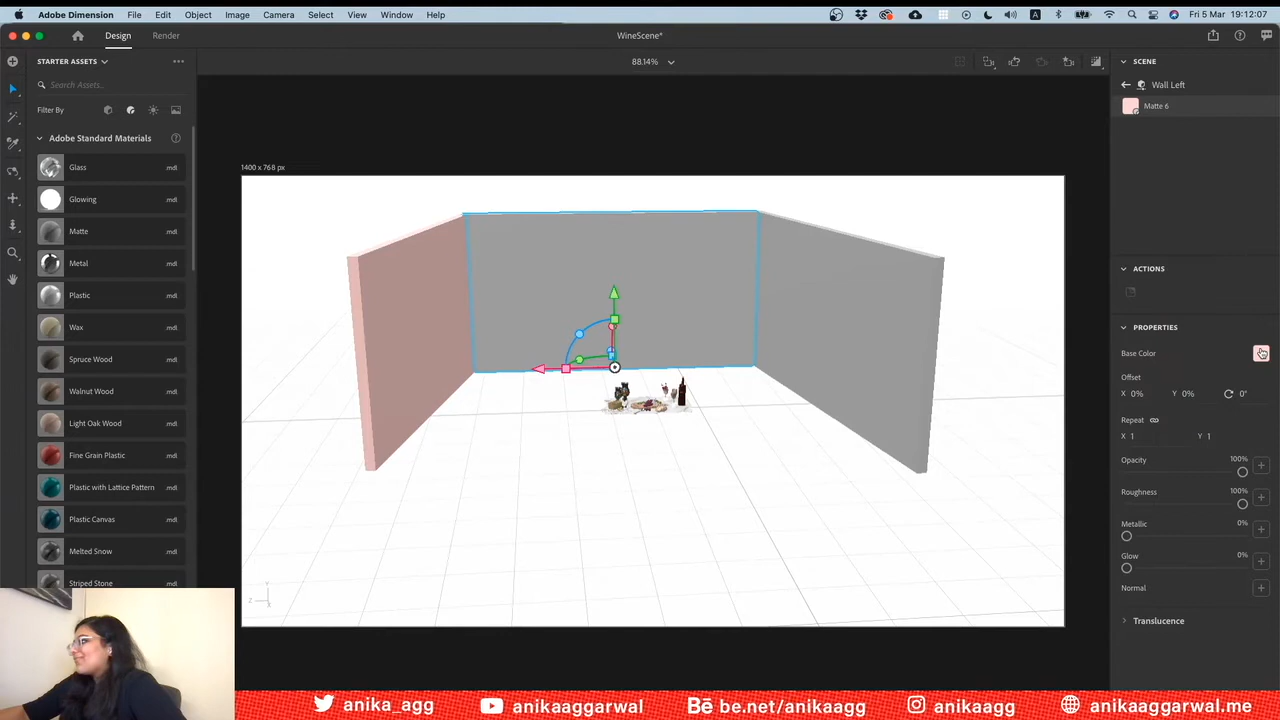 Adobe Dimension File Edit Object Image Camera Select View Window Help
A Fri 5 Mar 19:12:07
Design Render WineScene*
STARTER ASSETS
88.14%
SCENE
Search Assets..
Wall Left
Filter By
Matte 6
Adobe Standard Materials
1400 x 768 px
Glass .mdl
Glowing .mdl
Matte .mdl
Metal .mdl
Plastic .mdl
Wax .mdl
Spruce Wood .mdl
Walnut Wood .mdl
Light Oak Wood .mdl
Fine Grain Plastic .mdl
Plastic with Lattice Pattern .mdl
Plastic Canvas .mdl
Melted Snow .mdl
Striped Stone .mdl
ACTIONS
PROPERTIES
Base Color
Offset
X 0% Y 0% 0°
Repeat
X 1 Y 1
Opacity 100%
Roughness 100%
Metallic 0%
Glow 0%
Normal
Translucence
Y
Z X
anika_agg anikaaggarwal Bē be.net/anikaagg anikaagg anikaaggarwal.me